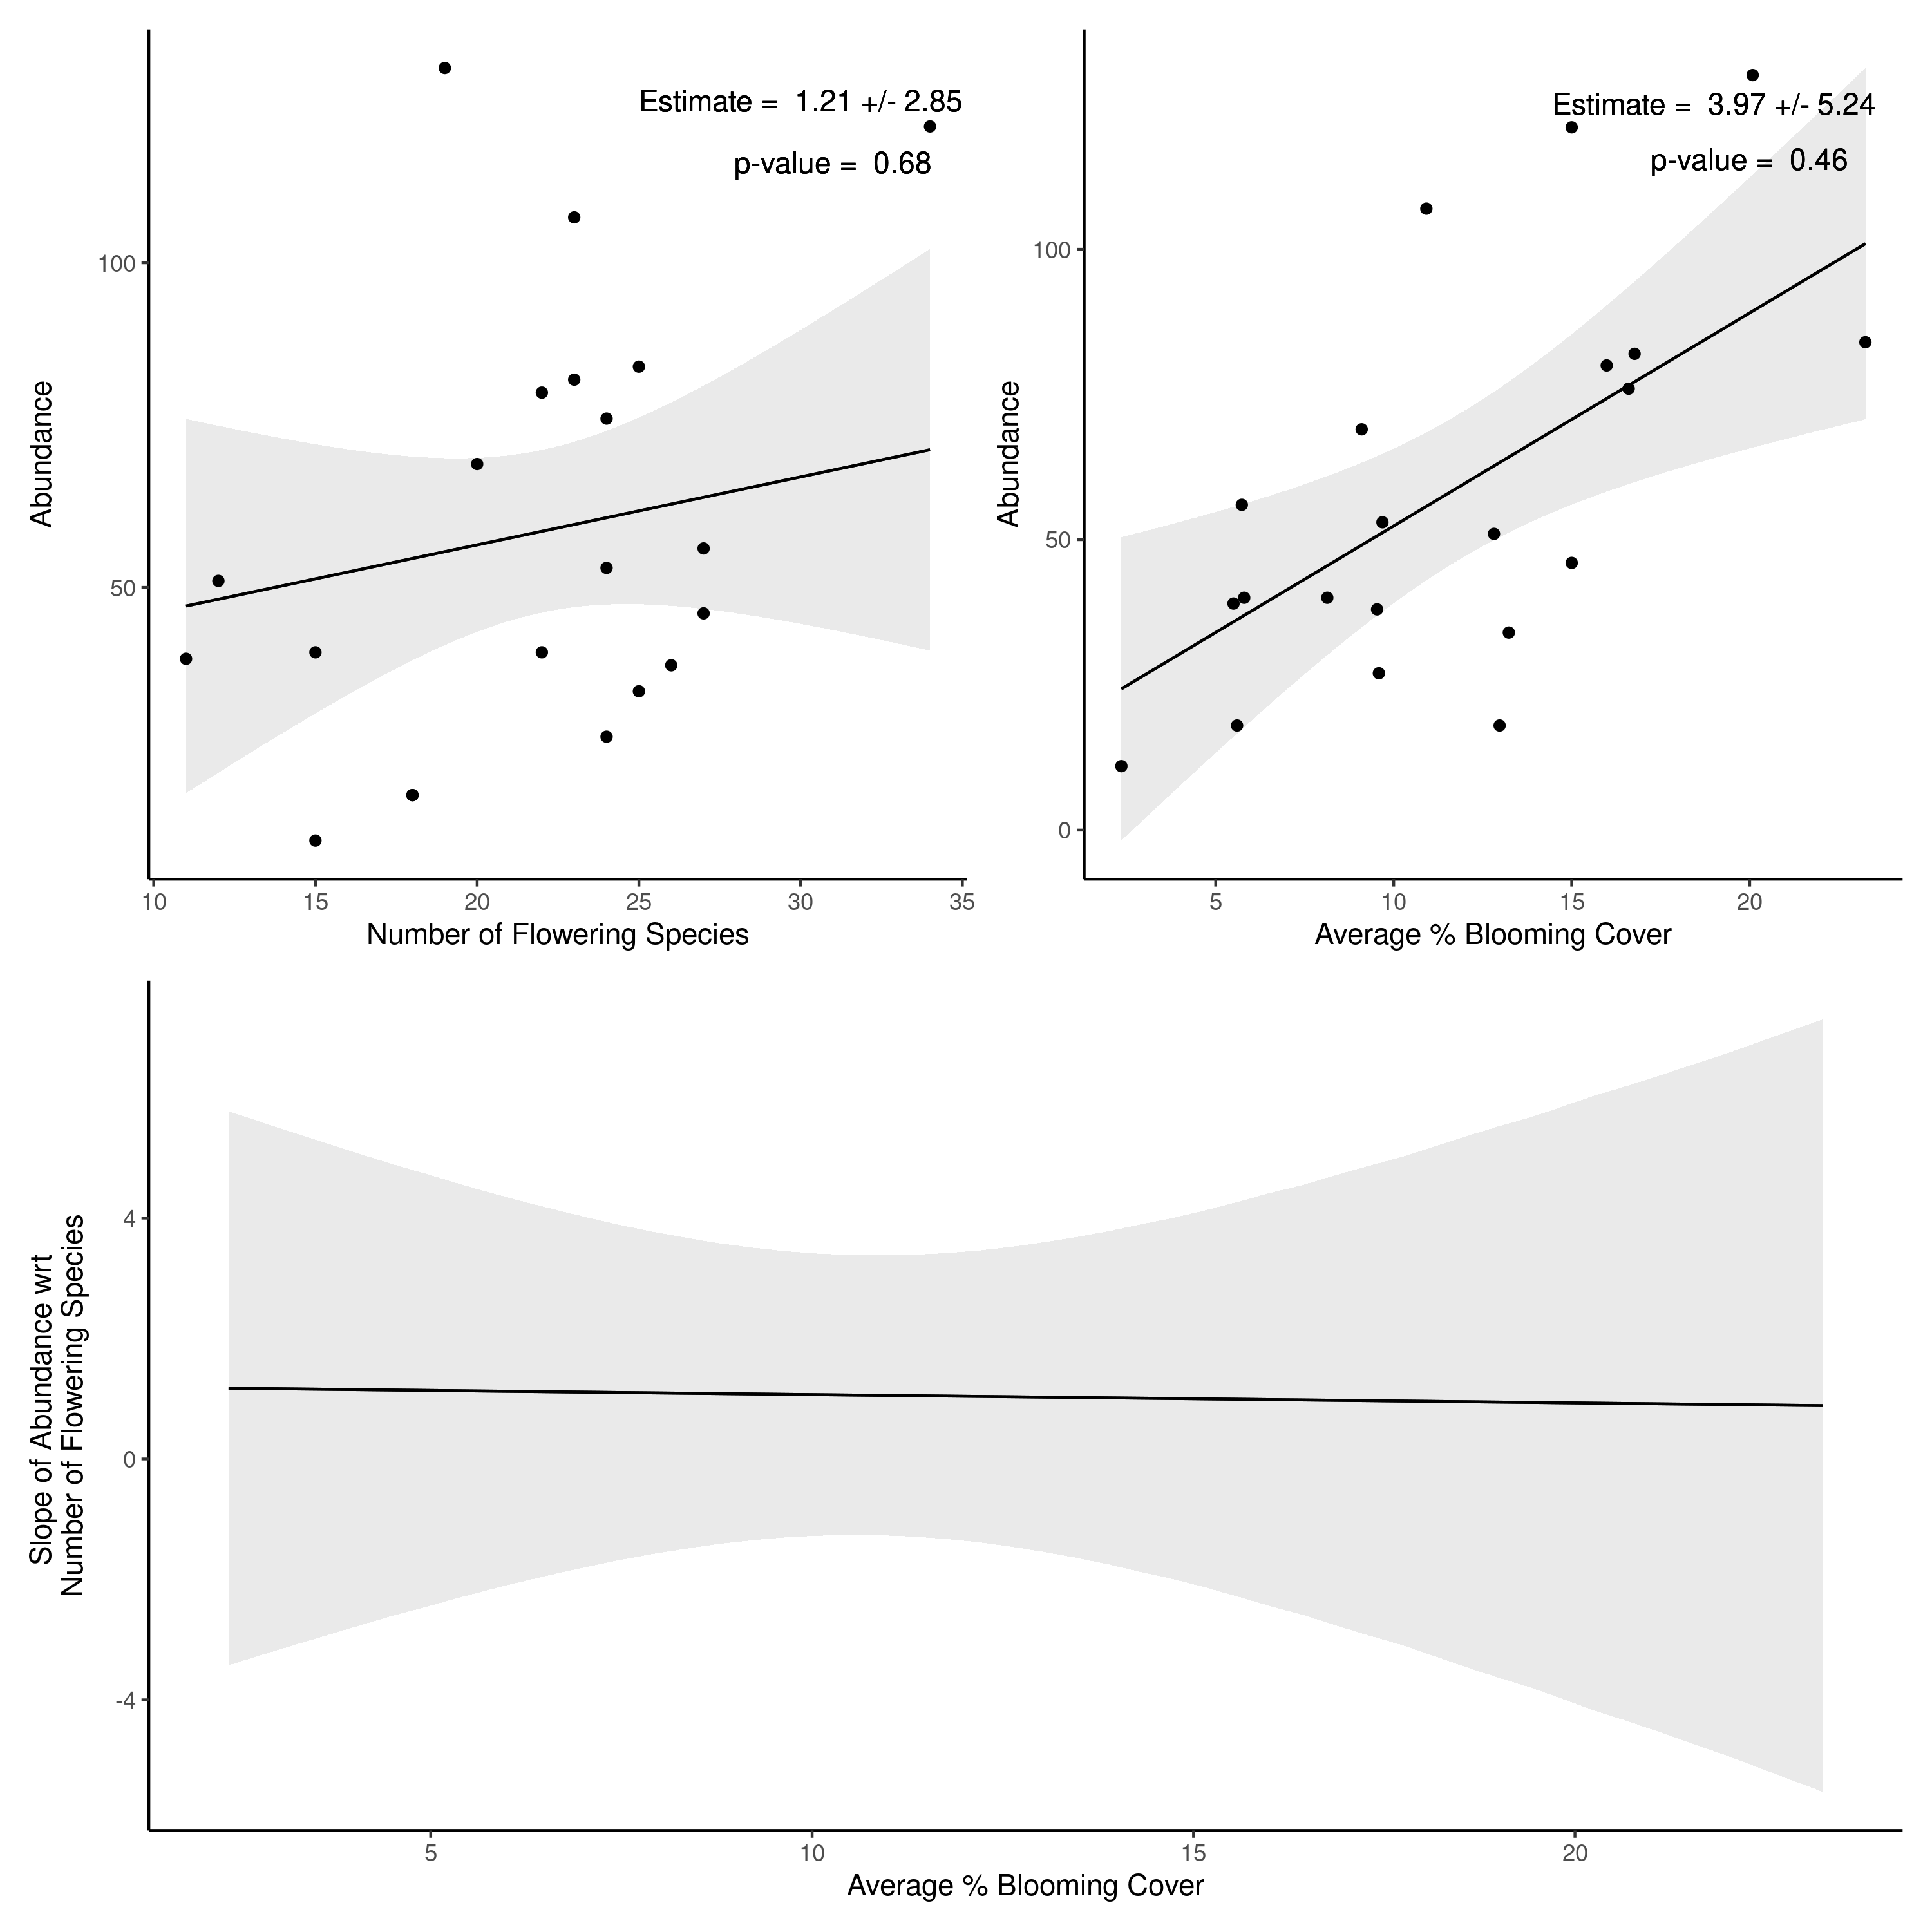 Estimate = 1.21 +/- 2.85
p-value = 0.68
100
50
Abundance
10 15 20 25 30 35
Number of Flowering Species
Estimate = 3.97 +/- 5.24
p-value = 0.46
100
50
0
Abundance
5 10 15 20
Average % Blooming Cover
4
0
-4
Slope of Abundance wrt
Number of Flowering Species
5 10 15 20
Average % Blooming Cover